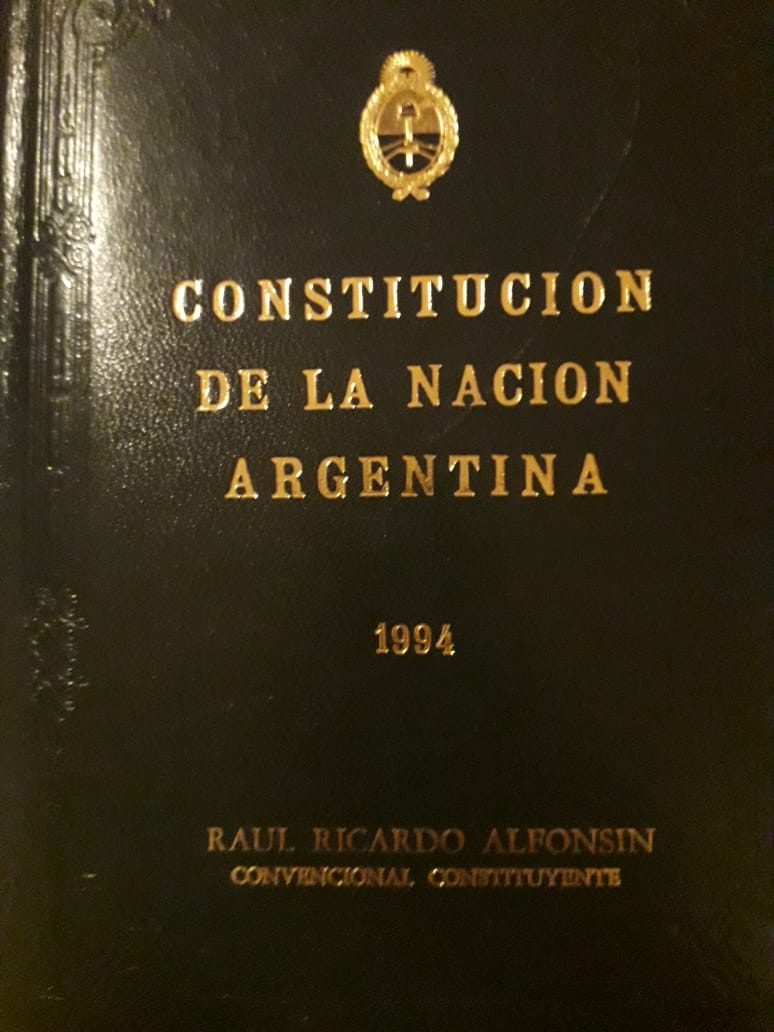 CONSTITUCION
DE LA NACION
ARGENTINA
1994
RAUL RICARDO ALFONSIN
CONVENCIONAL CONSTITUYENTE